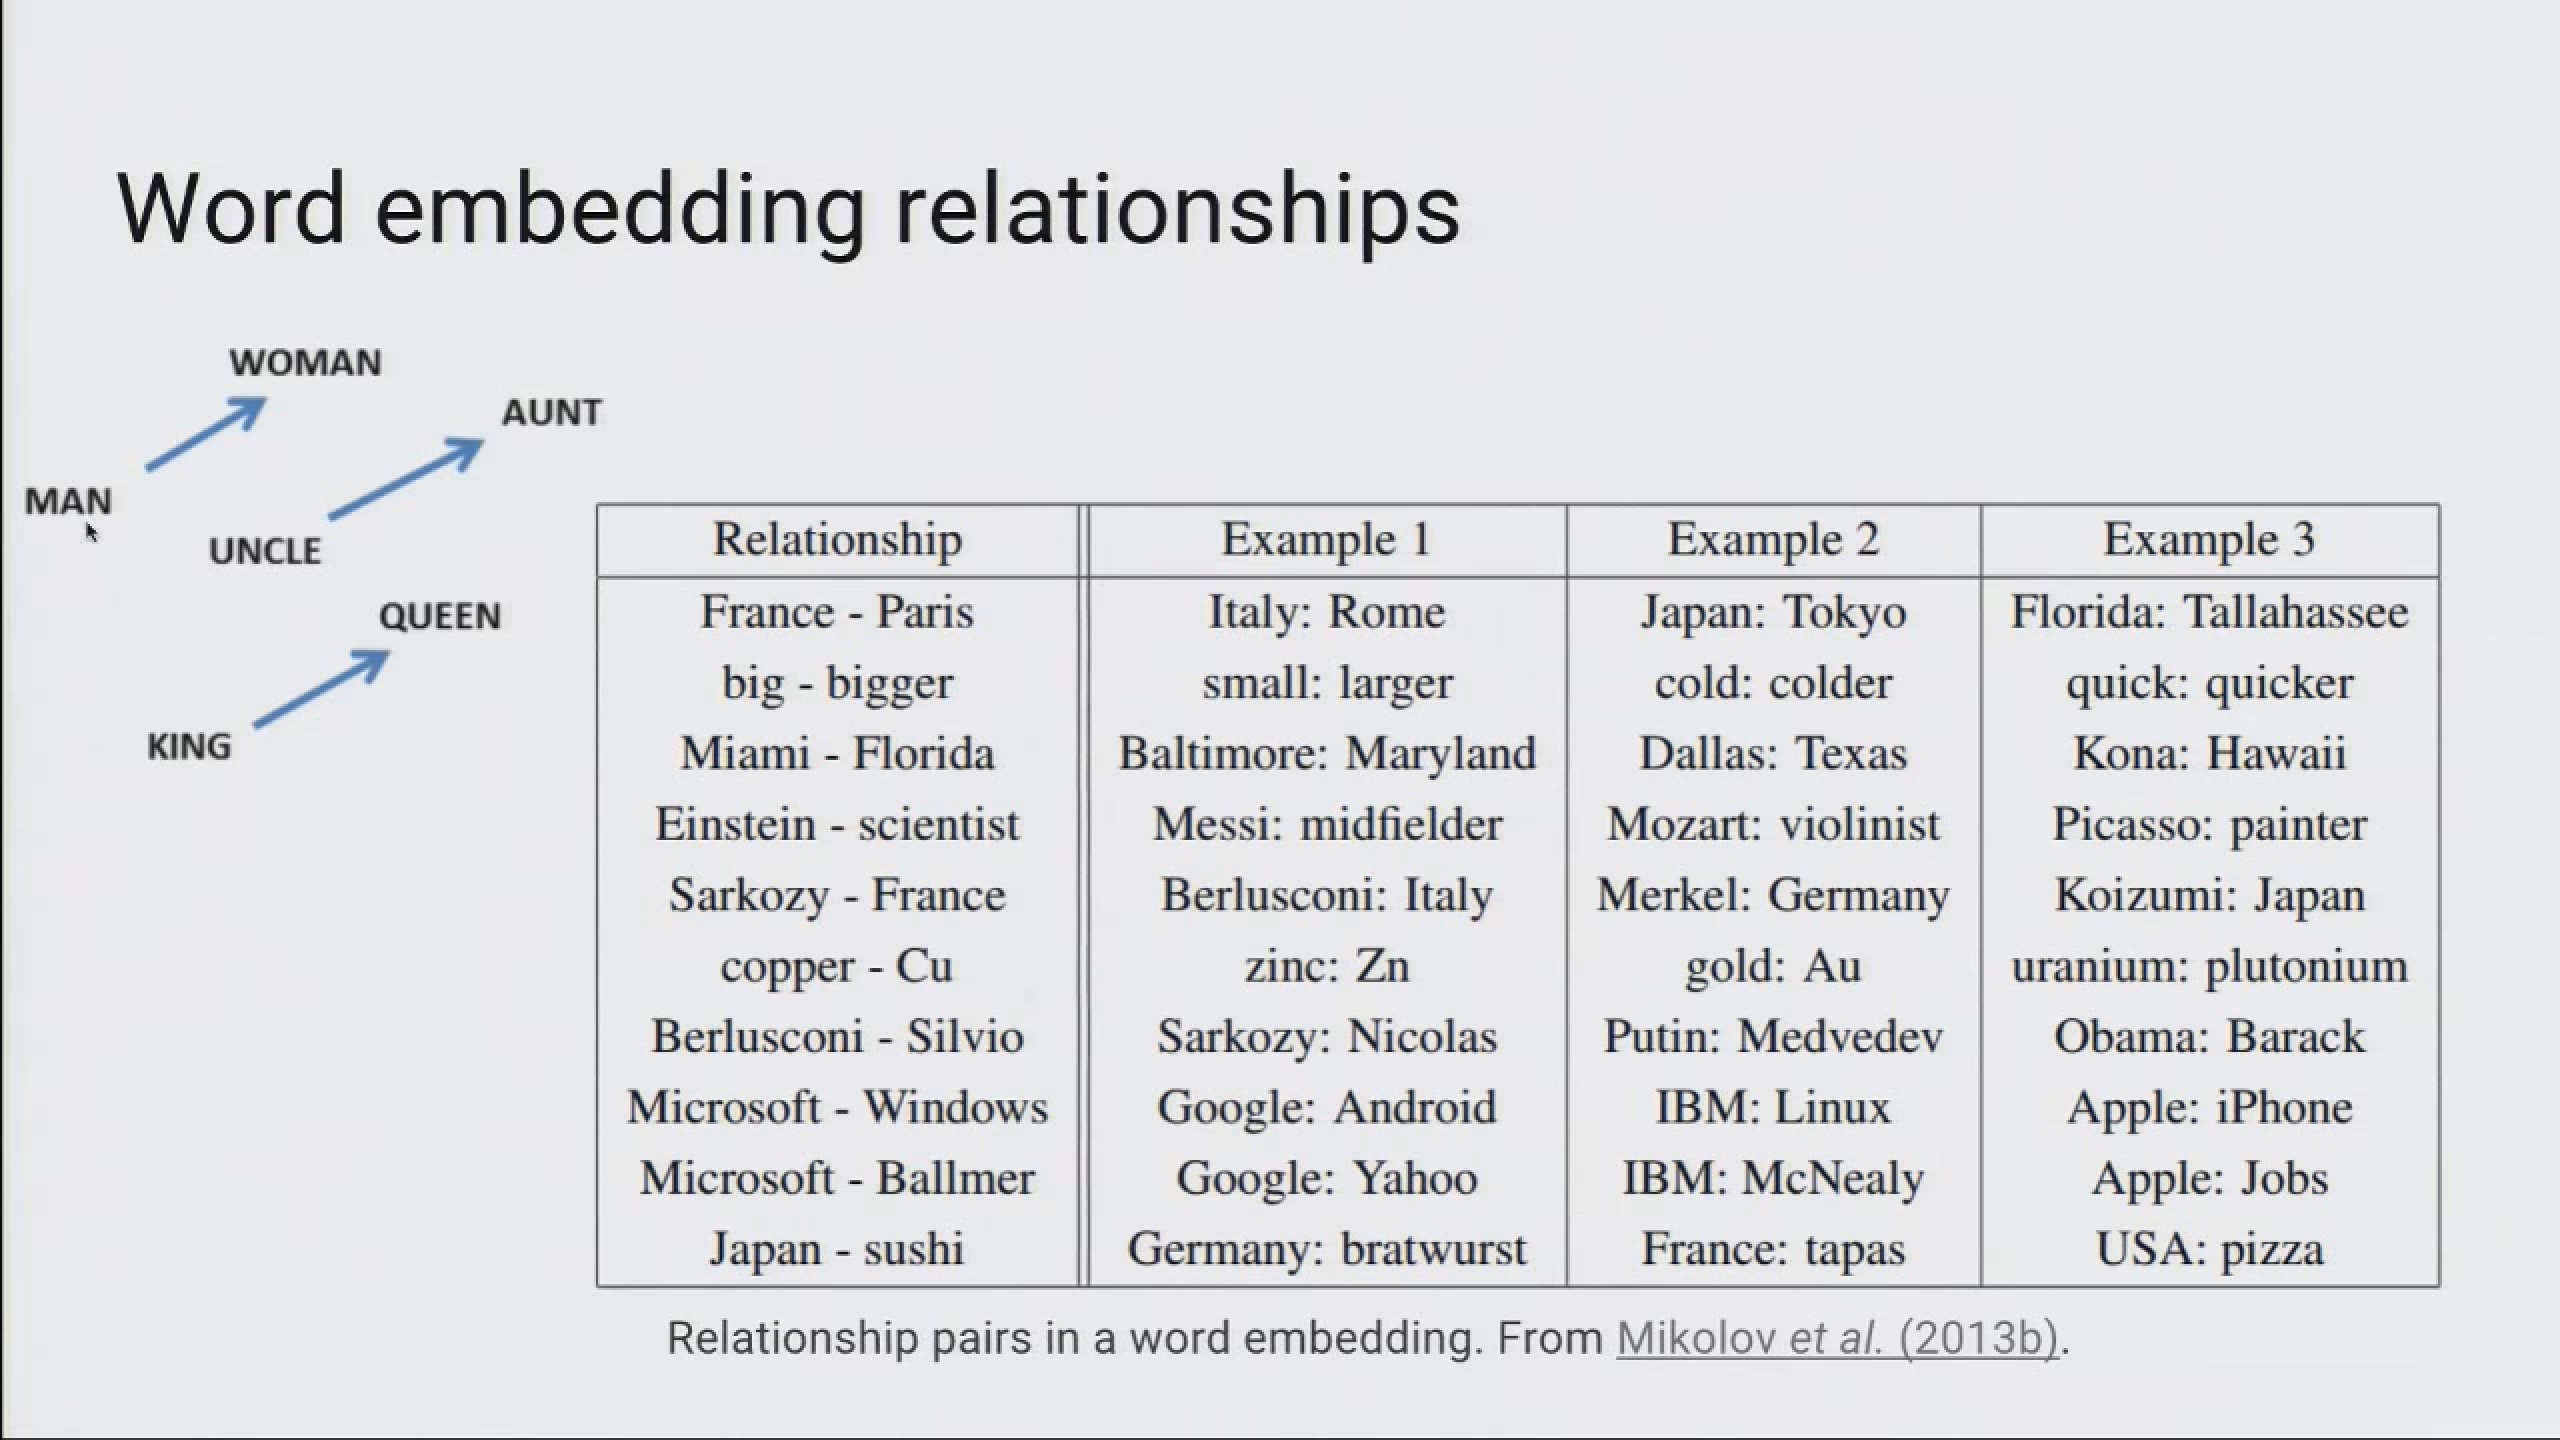 Word embedding relationships
WOMAN
AUNT
MAN
UNCLE
QUEEN
KING
Relationship Example 1 Example 2 Example 3
France - Paris Italy: Rome Japan: Tokyo Florida: Tallahassee
big - bigger small: larger cold: colder quick: quicker
Miami - Florida Baltimore: Maryland Dallas: Texas Kona: Hawaii
Einstein - scientist Messi: midfielder Mozart: violinist Picasso: painter
Sarkozy - France Berlusconi: Italy Merkel: Germany Koizumi: Japan
copper - Cu zinc: Zn gold: Au uranium: plutonium
Berlusconi - Silvio Sarkozy: Nicolas Putin: Medvedev Obama: Barack
Microsoft - Windows Google: Android IBM: Linux Apple: iPhone
Microsoft - Ballmer Google: Yahoo IBM: McNealy Apple: Jobs
Japan - sushi Germany: bratwurst France: tapas USA: pizza
Relationship pairs in a word embedding. From Mikolov et al. (2013b).